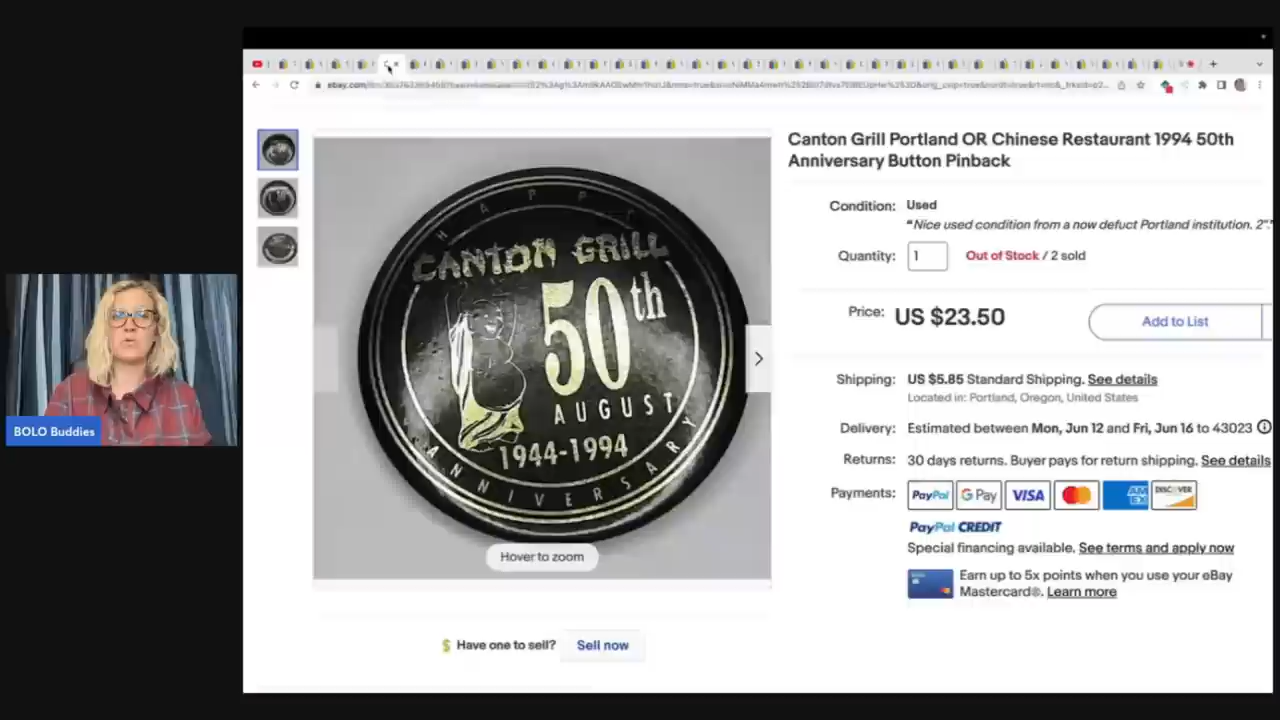 ebay.com/
Canton Grill Portland OR Chinese Restaurant 1994 50th
Anniversary Button Pinback
Condition: Used
"Nice used condition from a now defuct Portland institution. 2"."
Quantity: 1 Out of Stock / 2 sold
Price: US $23.50 Add to List
Shipping: US $5.85 Standard Shipping. See details
Located in: Portland, Oregon, United States
Delivery: Estimated between Mon, Jun 12 and Fri, Jun 16 to 43023
Returns: 30 days returns. Buyer pays for return shipping. See details
Payments: PayPal G Pay VISA AM EX DISCOVER
PayPal CREDIT
Special financing available. See terms and apply now
Earn up to 5x points when you use your eBay
Mastercard®. Learn more
HAPPY
CANTON GRILL
50th
AUGUST
1944-1994
ANNIVERSARY
Hover to zoom
$ Have one to sell? Sell now
BOLO Buddies